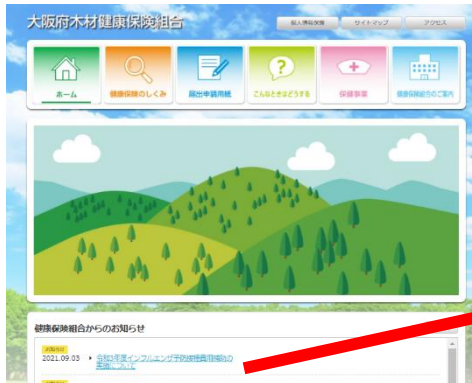 大阪府木材健康保険組合
個人情報保護 サイトマップ アクセス
ホーム 健康保険のしくみ 届出申請用紙 こんなときはどうする 保健事業 健康保険組合のご案内
健康保険組合からのお知らせ
お知らせ
2021.09.03 令和3年度インフルエンザ予防接種費用補助の
実施について
お知らせ